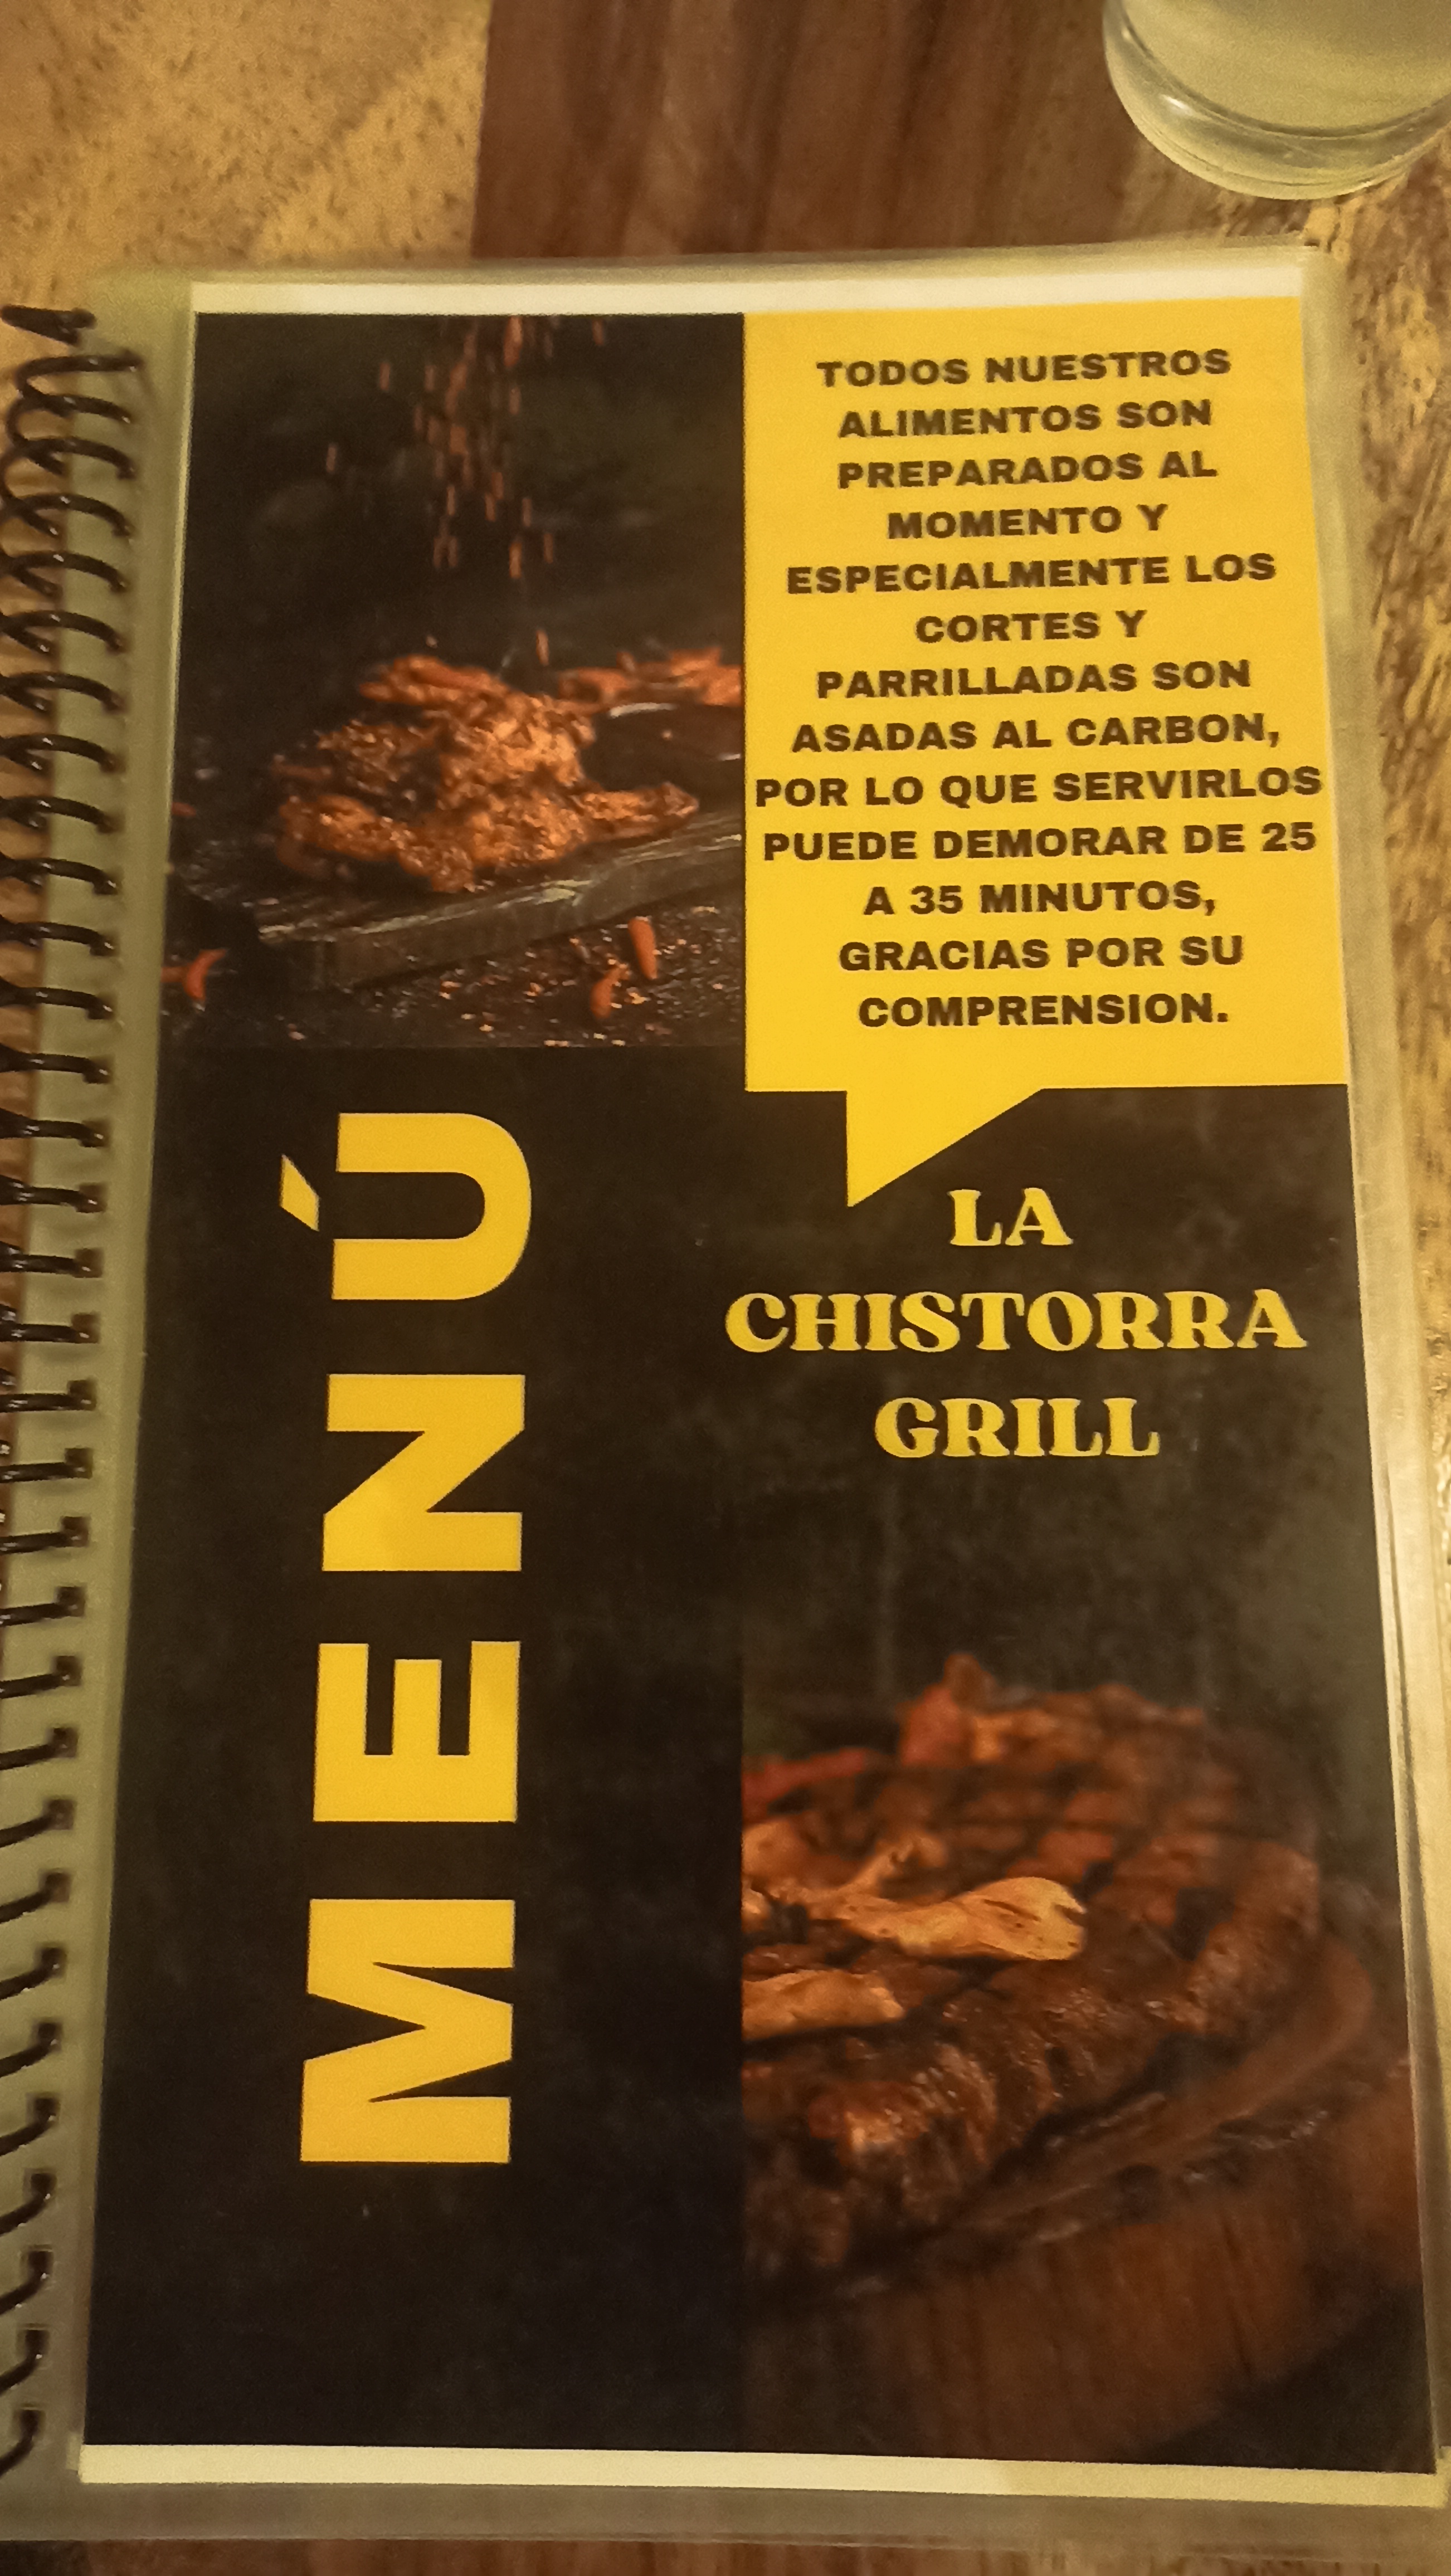 TODOS NUESTROS
ALIMENTOS SON
PREPARADOS AL
MOMENTO Y
ESPECIALMENTE LOS
CORTES Y
PARRILLADAS SON
ASADAS AL CARBON,
POR LO QUE SERVIRLOS
PUEDE DEMORAR DE 25
A 35 MINUTOS,
GRACIAS POR SU
COMPRENSION.
MENÚ
LA
CHISTORRA
GRILL